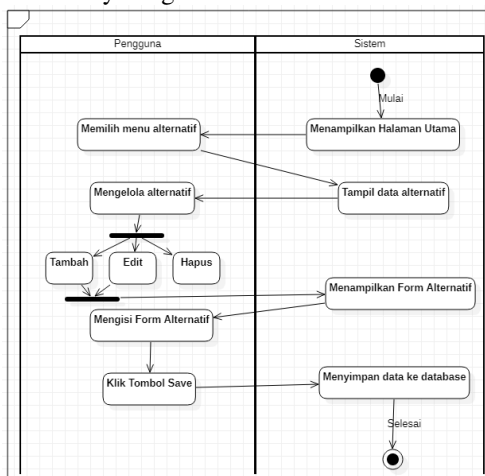 Pengguna
Sistem
Mulai
Menampilkan Halaman Utama
Memilih menu alternatif
Tampil data alternatif
Mengelola alternatif
Tambah
Edit
Hapus
Menampilkan Form Alternatif
Mengisi Form Alternatif
Klik Tombol Save
Menyimpan data ke database
Selesai